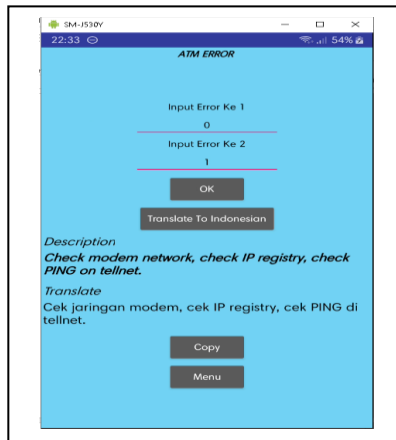 SM-J530Y
22:33 54%
ATM ERROR
Input Error Ke 1
0
Input Error Ke 2
1
OK
Translate To Indonesian
Description
Check modem network, check IP registry, check
PING on tellnet.
Translate
Cek jaringan modem, cek IP registry, cek PING di
tellnet.
Copy
Menu